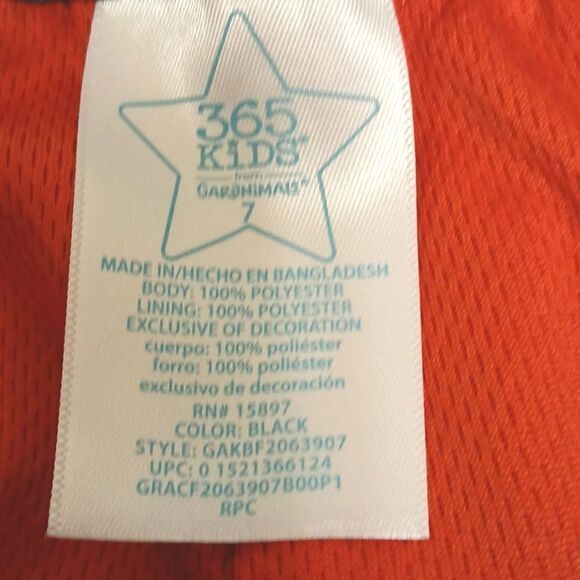 365
KiDS®
from
GARANIMALS®
7
MADE IN/HECHO EN BANGLADESH
BODY: 100% POLYESTER
LINING: 100% POLYESTER
EXCLUSIVE OF DECORATION
cuerpo: 100% poliéster
forro: 100% poliéster
exclusivo de decoración
RN# 15897
COLOR: BLACK
STYLE: GAKBF2063907
UPC: 0 1521366124
GRACF2063907B00P1
RPC